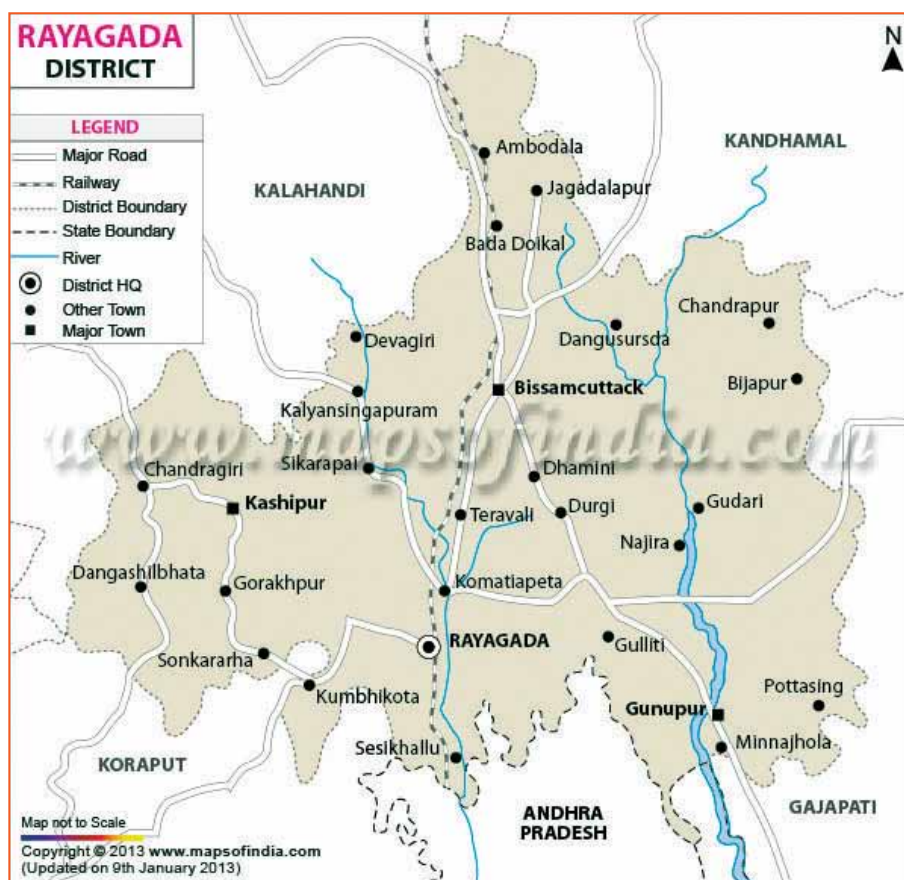 RAYAGADA
DISTRICT
N
LEGEND
Major Road
Railway
District Boundary
State Boundary
River
District HQ
Other Town
Major Town
KALAHANDI
KANDHAMAL
Ambodala
Jagadalapur
Bada Doikal
Chandrapur
Devagiri
Dangusursda
Bissamcuttack
Bijapur
Kalyansingapuram
www.mapsofindia.com
Chandragiri
Sikarapai
Dhamini
Kashipur
Teravali
Durgi
Gudari
Najira
Dangashilbhata
Gorakhpur
Komatiapeta
Sonkararha
RAYAGADA
Gulliti
Kumbhikota
Pottasing
Gunupur
Sesikhallu
Minnajhola
KORAPUT
ANDHRA
PRADESH
GAJAPATI
Map not to Scale
Copyright © 2013 www.mapsofindia.com
(Updated on 9th January 2013)